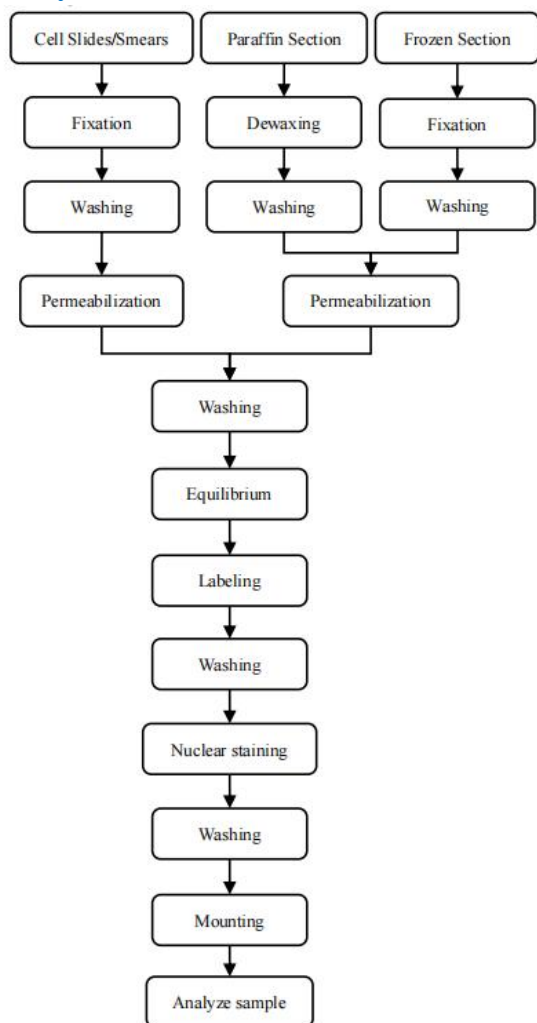 Cell Slides/Smears
Paraffin Section
Frozen Section
Fixation
Dewaxing
Fixation
Washing
Washing
Washing
Permeabilization
Permeabilization
Washing
Equilibrium
Labeling
Washing
Nuclear staining
Washing
Mounting
Analyze sample